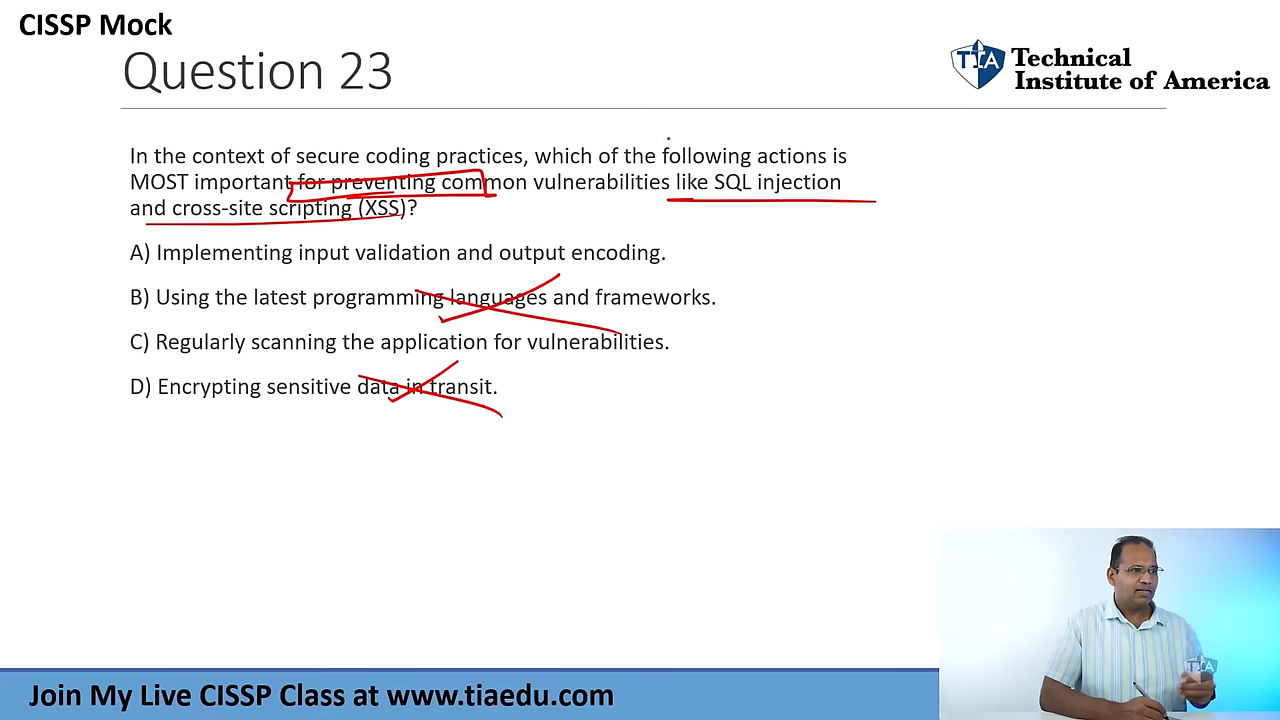 CISSP Mock
Question 23
Technical
Institute of America
TIA
In the context of secure coding practices, which of the following actions is
MOST important for preventing common vulnerabilities like SQL injection
and cross-site scripting (XSS)?
A) Implementing input validation and output encoding.
B) Using the latest programming languages and frameworks.
C) Regularly scanning the application for vulnerabilities.
D) Encrypting sensitive data in transit.
TIA
Join My Live CISSP Class at www.tiaedu.com